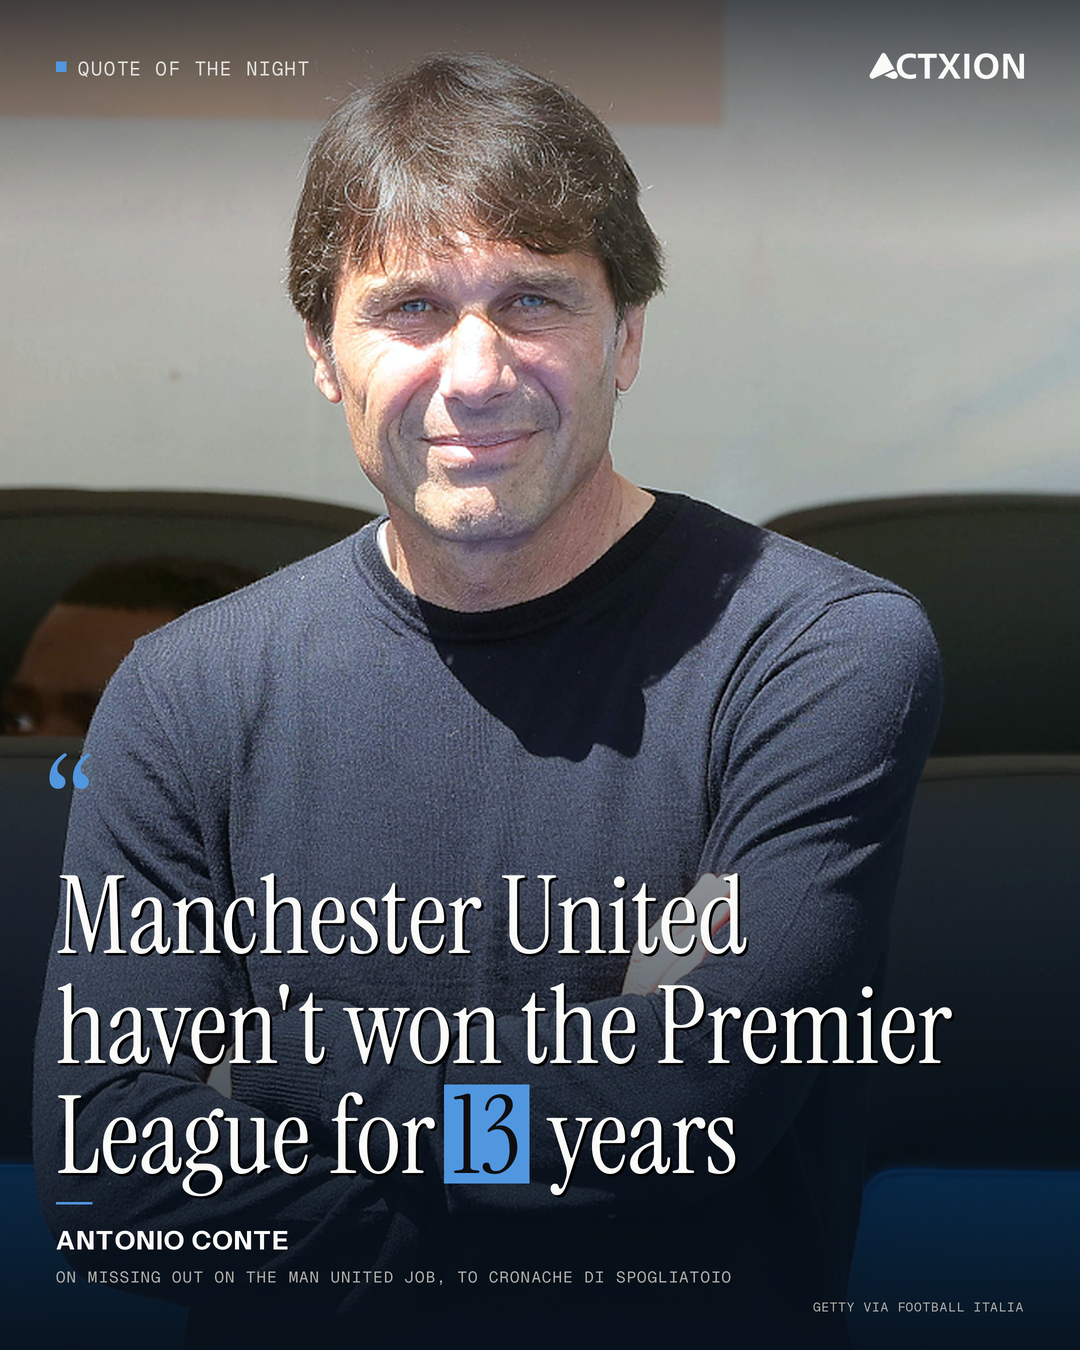 QUOTE OF THE NIGHT
ACTXION
“
Manchester United
haven't won the Premier
League for 13 years
ANTONIO CONTE
ON MISSING OUT ON THE MAN UNITED JOB, TO CRONACHE DI SPOGLIATOIO
GETTY VIA FOOTBALL ITALIA